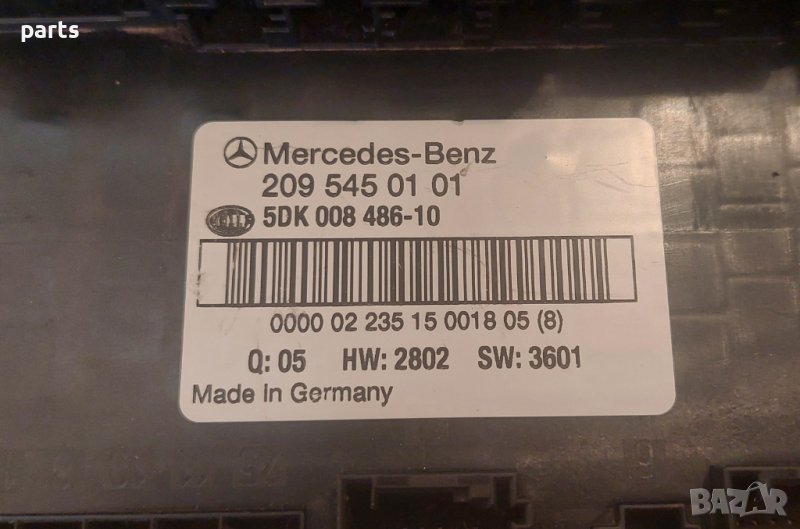 parts
Mercedes-Benz
209 545 01 01
5DK 008 486-10
0000 02 235 15 0018 05 (8)
Q: 05 HW: 2802 SW: 3601
Made In Germany
BAZAR